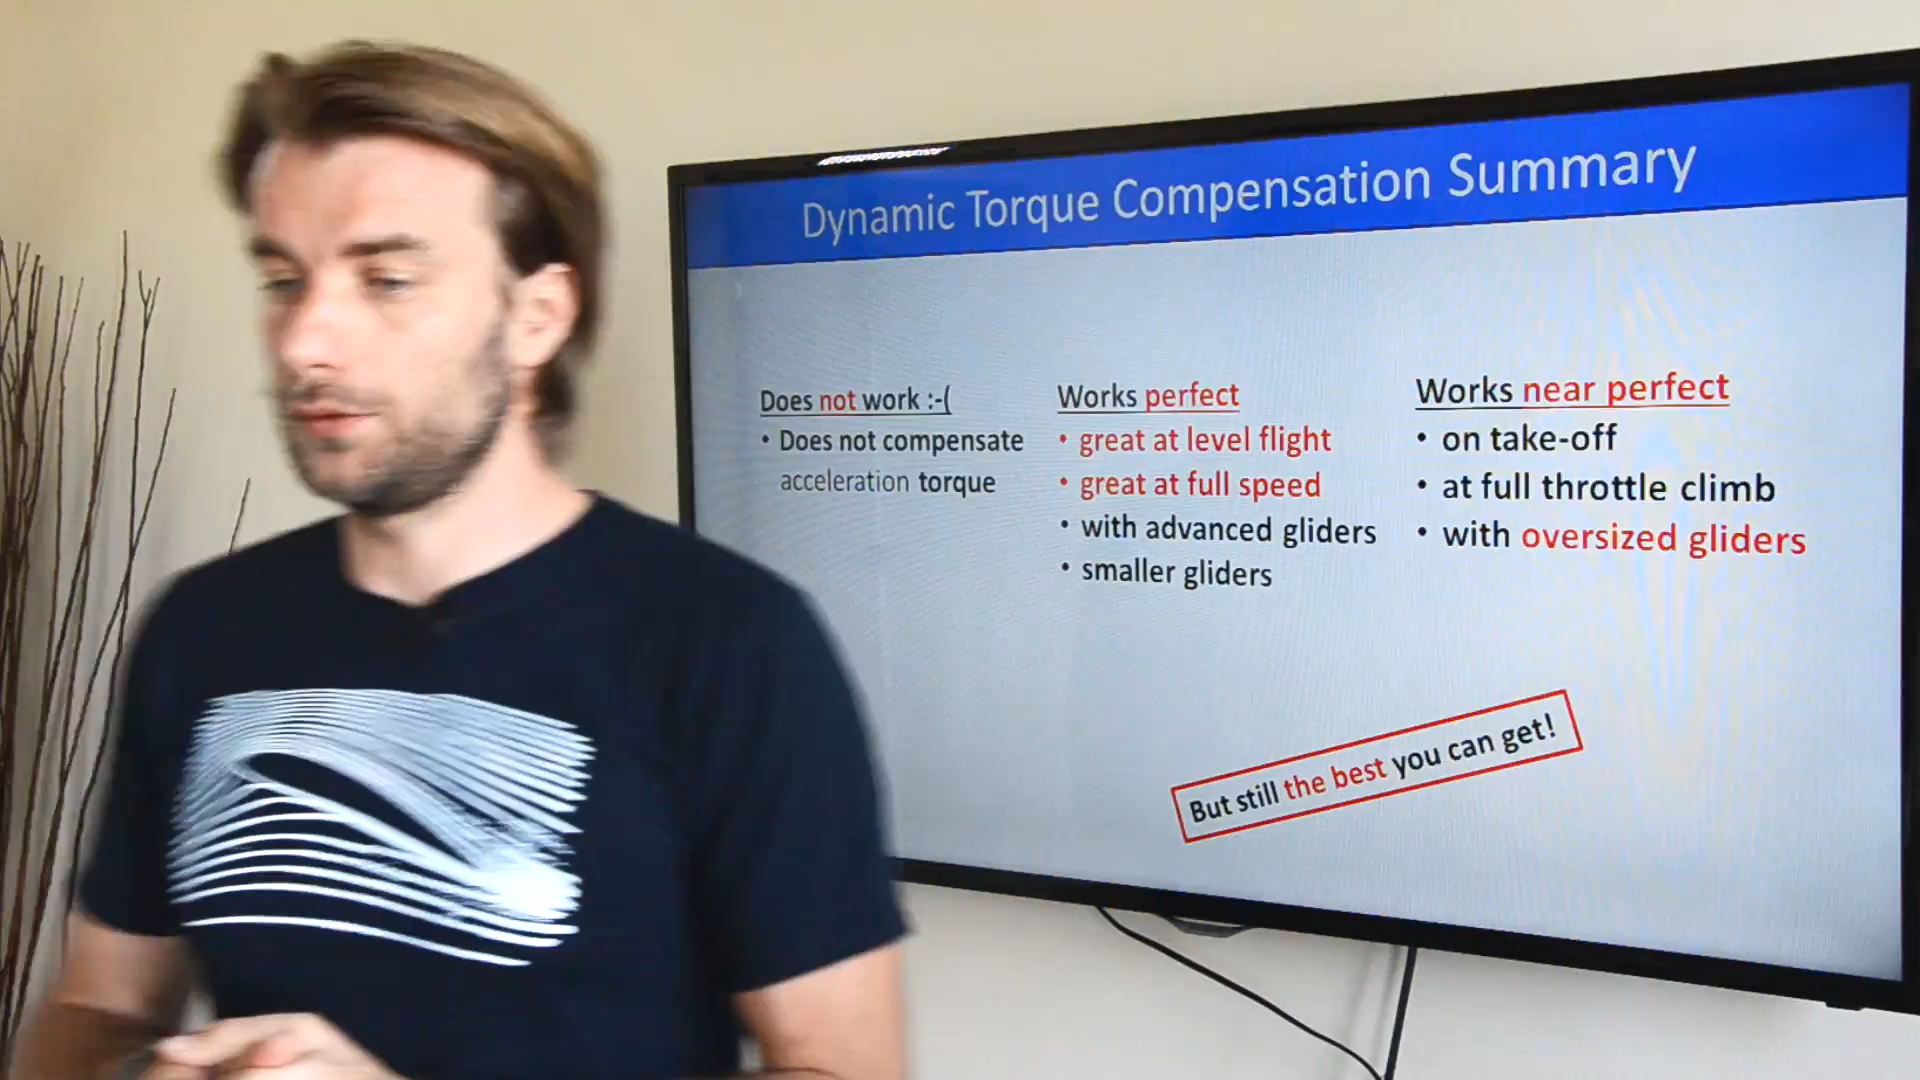 Dynamic Torque Compensation Summary
Does not work :-(
• Does not compensate
acceleration torque
Works perfect
• great at level flight
• great at full speed
• with advanced gliders
• smaller gliders
Works near perfect
• on take-off
• at full throttle climb
• with oversized gliders
But still the best you can get!